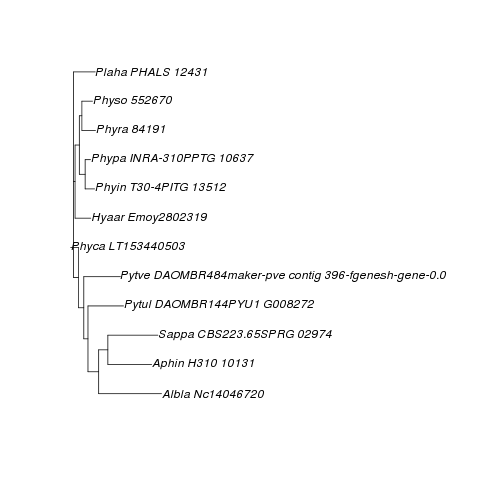 Plaha PHALS 12431
Physo 552670
Phyra 84191
Phypa INRA-310PPTG 10637
Phyin T30-4PITG 13512
Hyaar Emoy2802319
Phyca LT153440503
Pytve DAOMBR484maker-pve contig 396-fgenesh-gene-0.0
Pytul DAOMBR144PYU1 G008272
Sappa CBS223.65SPRG 02974
Aphin H310 10131
Albla Nc14046720